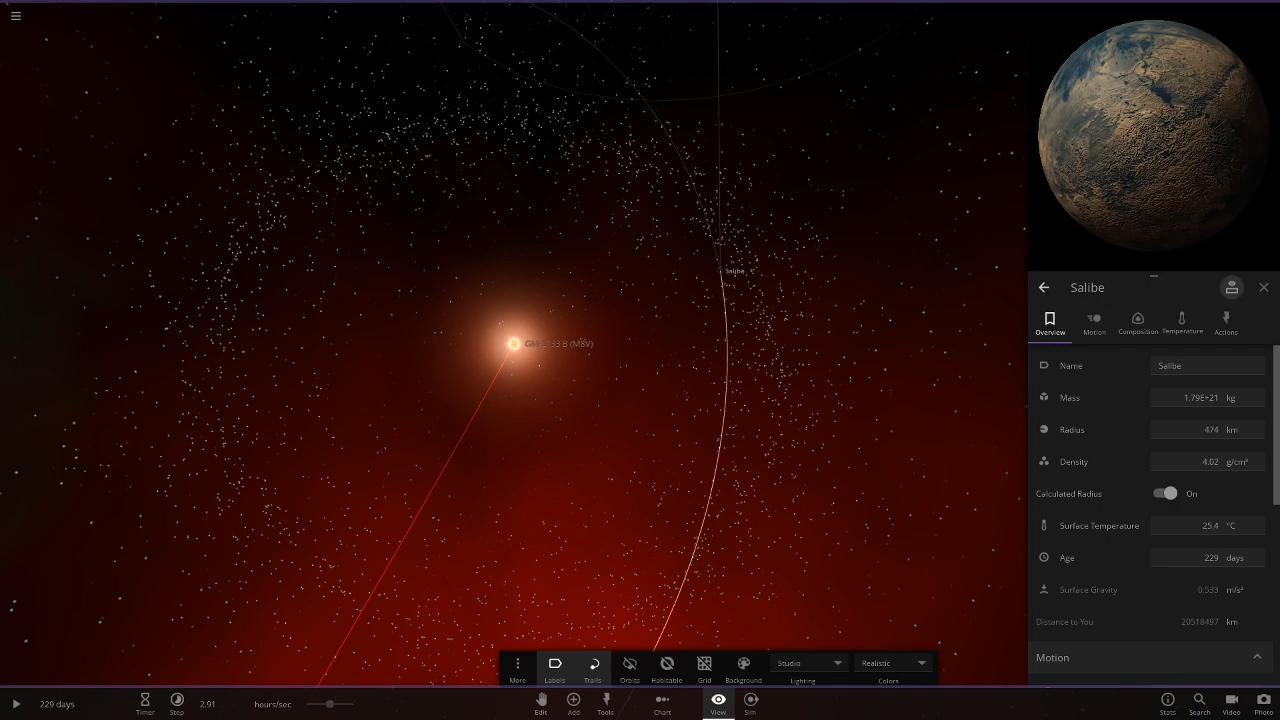 Salibe
B (M8V)
Salibe
Overview
Motion
Composition
Temperature
Actions
Name Salibe
Mass 1.79E+21 kg
Radius 474 km
Density 4.02 g/cm³
Calculated Radius On
Surface Temperature 25.4 °C
Age 229 days
Surface Gravity 0.533 m/s²
Distance to You 20518497 km
Motion
More
Labels
Trails
Orbits
Habitable
Grid
Background
Studio
Lighting
Realistic
Colors
229 days
Timer
Step
2.91 hours/sec
Edit
Add
Tools
Chart
View
Sim
Stats
Search
Video
Photo